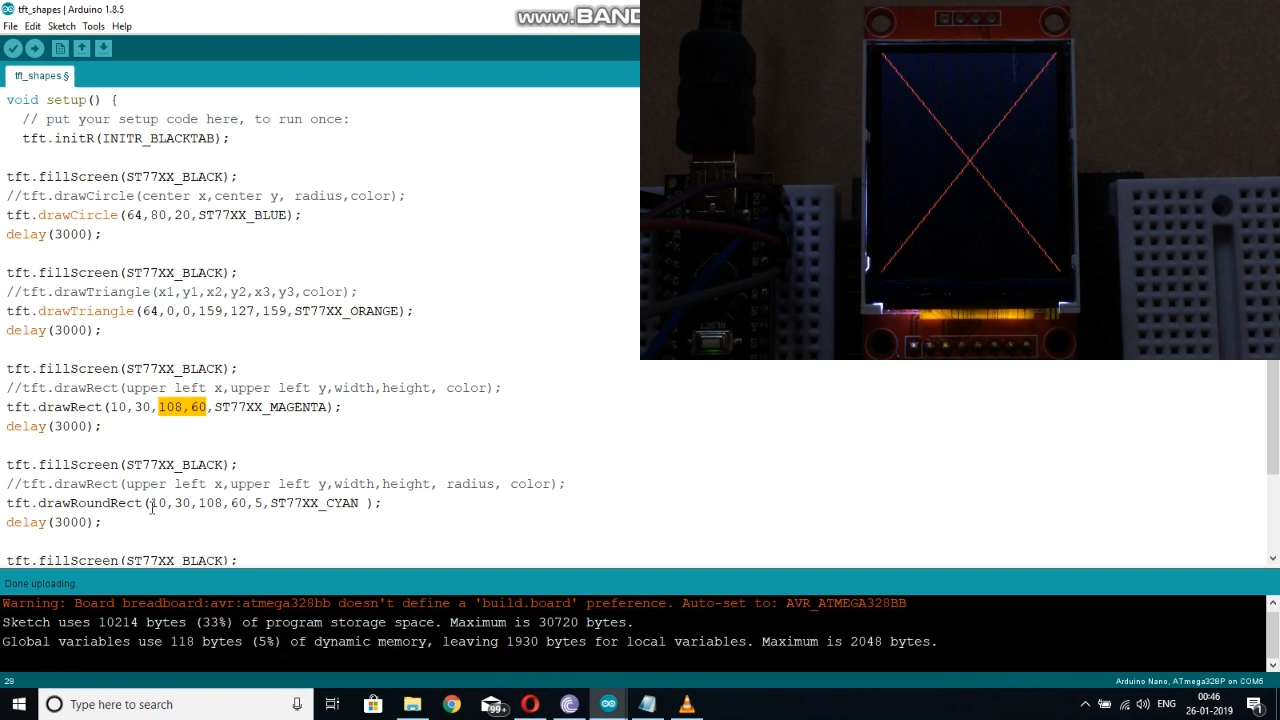 tft_shapes | Arduino 1.8.5
www.BAND
File Edit Sketch Tools Help
tft_shapes §
void setup() {
// put your setup code here, to run once:
tft.initR(INITR_BLACKTAB);
tft.fillScreen(ST77XX_BLACK);
//tft.drawCircle(center x,center y, radius,color);
tft.drawCircle(64,80,20,ST77XX_BLUE);
delay(3000);
tft.fillScreen(ST77XX_BLACK);
//tft.drawTriangle(x1,y1,x2,y2,x3,y3,color);
tft.drawTriangle(64,0,0,159,127,159,ST77XX_ORANGE);
delay(3000);
tft.fillScreen(ST77XX_BLACK);
//tft.drawRect(upper left x,upper left y,width,height, color);
tft.drawRect(10,30,108,60,ST77XX_MAGENTA);
delay(3000);
tft.fillScreen(ST77XX_BLACK);
//tft.drawRect(upper left x,upper left y,width,height, radius, color);
tft.drawRoundRect(10,30,108,60,5,ST77XX_CYAN );
delay(3000);
tft.fillScreen(ST77XX_BLACK);
RESET
Done uploading.
Warning: Board breadboard:avr:atmega328bb doesn't define a 'build.board' preference. Auto-set to: AVR_ATMEGA328BB
Sketch uses 10214 bytes (33%) of program storage space. Maximum is 30720 bytes.
Global variables use 118 bytes (5%) of dynamic memory, leaving 1930 bytes for local variables. Maximum is 2048 bytes.
28
Arduino Nano, ATmega328P on COM5
Type here to search
99+
ENG
00:46
26-01-2019
1